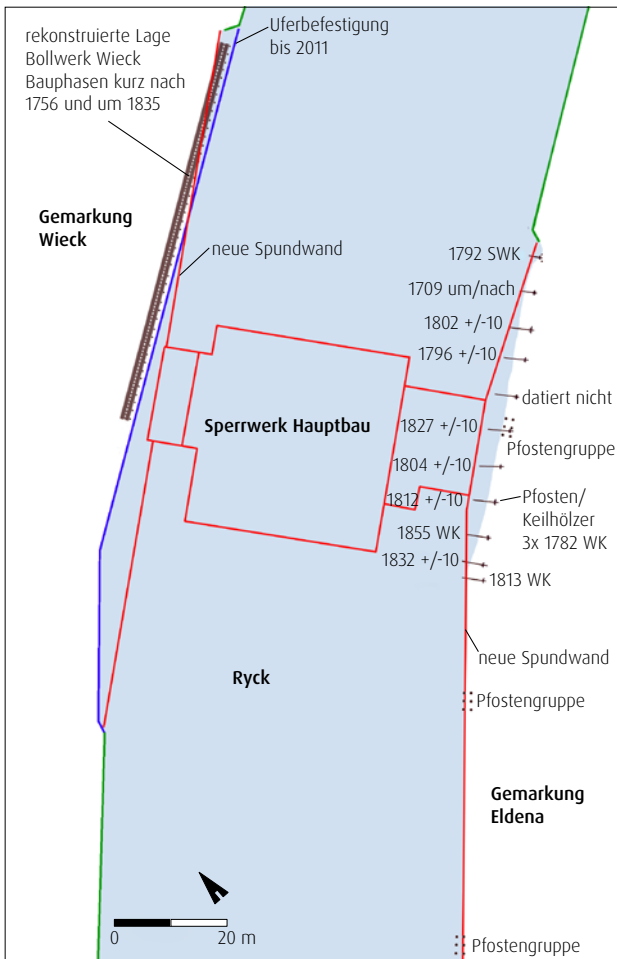 rekonstruierte Lage
Bollwerk Wieck
Bauphasen kurz nach
1756 und um 1835
Uferbefestigung
bis 2011
Gemarkung
Wieck
neue Spundwand
1792 SWK
1709 um/nach
1802 +/-10
1796 +/-10
datiert nicht
Sperrwerk Hauptbau
1827 +/-10
Pfostengruppe
1804 +/-10
1812 +/-10
Pfosten/
Keilhölzer
3x 1782 WK
1855 WK
1832 +/-10
1813 WK
neue Spundwand
Ryck
Pfostengruppe
Gemarkung
Eldena
0
20 m
Pfostengruppe